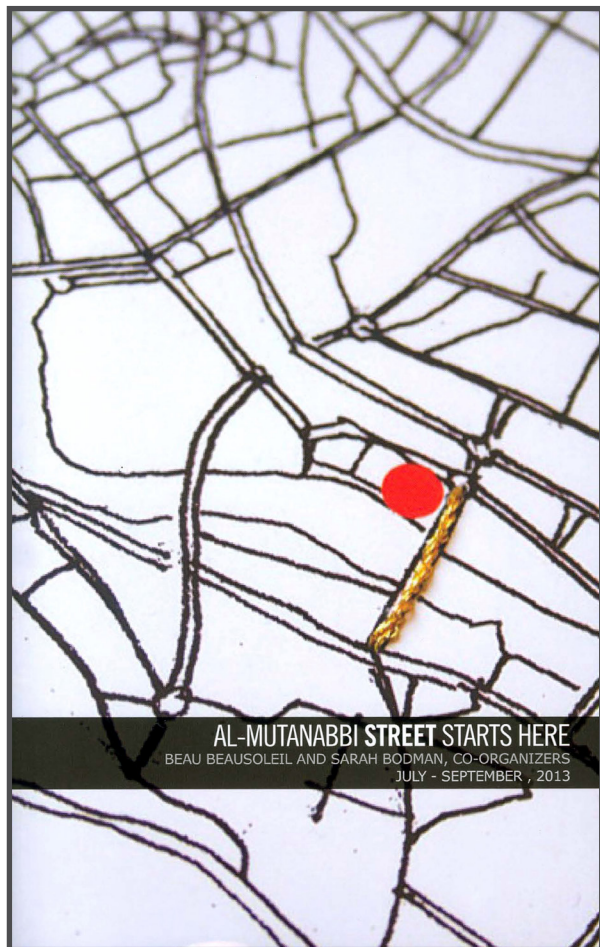 AL-MUTANABBI STREET STARTS HERE
BEAU BEAUSOLEIL AND SARAH BODMAN, CO-ORGANIZERS
JULY - SEPTEMBER , 2013